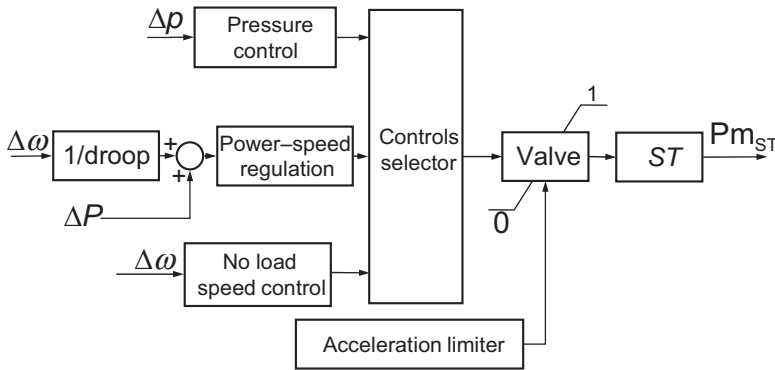 Δp
Pressure
control
Δω
1/droop
+
+
ΔP
Power–speed
regulation
Δω
No load
speed control
Controls
selector
1
Valve
0
ST
Pm_ST
Acceleration limiter